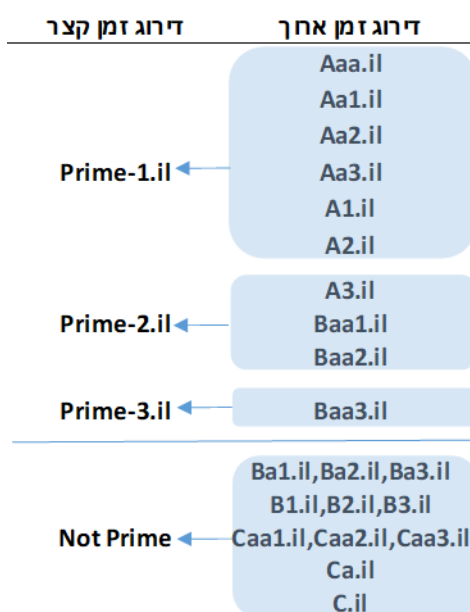 דירוג זמן ארוך דירוג זמן קצר
Aaa.il
Aa1.il
Aa2.il
Prime-1.il Aa3.il
A1.il
A2.il
A3.il
Prime-2.il Baa1.il
Baa2.il
Prime-3.il Baa3.il
Ba1.il,Ba2.il,Ba3.il
B1.il,B2.il,B3.il
Not Prime Caa1.il,Caa2.il,Caa3.il
Ca.il
C.il